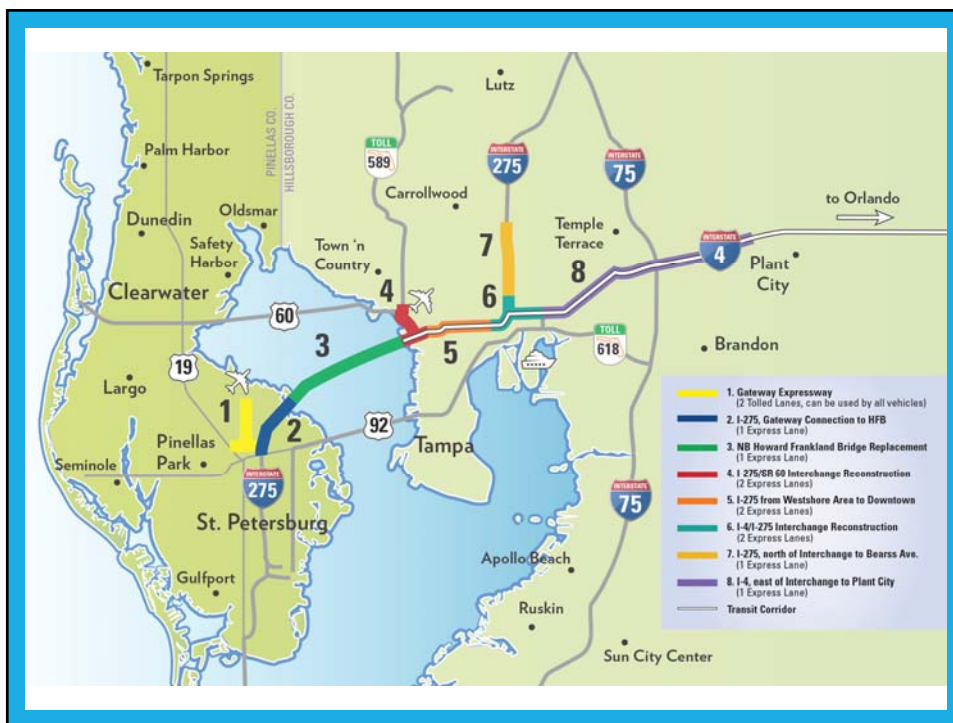 Tarpon Springs
PINELLAS CO.
HILLSBOROUGH CO.
Lutz
TOLL
589
INTERSTATE
275
INTERSTATE
75
Palm Harbor
Carrollwood
to Orlando
Dunedin
Oldsmar
Temple
Terrace
INTERSTATE
4
Safety
Harbor
Town 'n
Country
7
8
Plant
City
Clearwater
4
6
60
3
5
TOLL
618
Brandon
19
Largo
1
2
92
Tampa
Pinellas
Park
Seminole
INTERSTATE
275
INTERSTATE
75
St. Petersburg
Apollo Beach
Gulfport
Ruskin
Sun City Center
1. Gateway Expressway
(2 Tolled Lanes, can be used by all vehicles)
2. I-275, Gateway Connection to HFB
(1 Express Lane)
3. NB Howard Frankland Bridge Replacement
(1 Express Lane)
4. I-275/SR 60 Interchange Reconstruction
(2 Express Lanes)
5. I-275 from Westshore Area to Downtown
(2 Express Lanes)
6. I-4/I-275 Interchange Reconstruction
(2 Express Lanes)
7. I-275, north of Interchange to Bearss Ave.
(1 Express Lane)
8. I-4, east of Interchange to Plant City
(1 Express Lane)
Transit Corridor